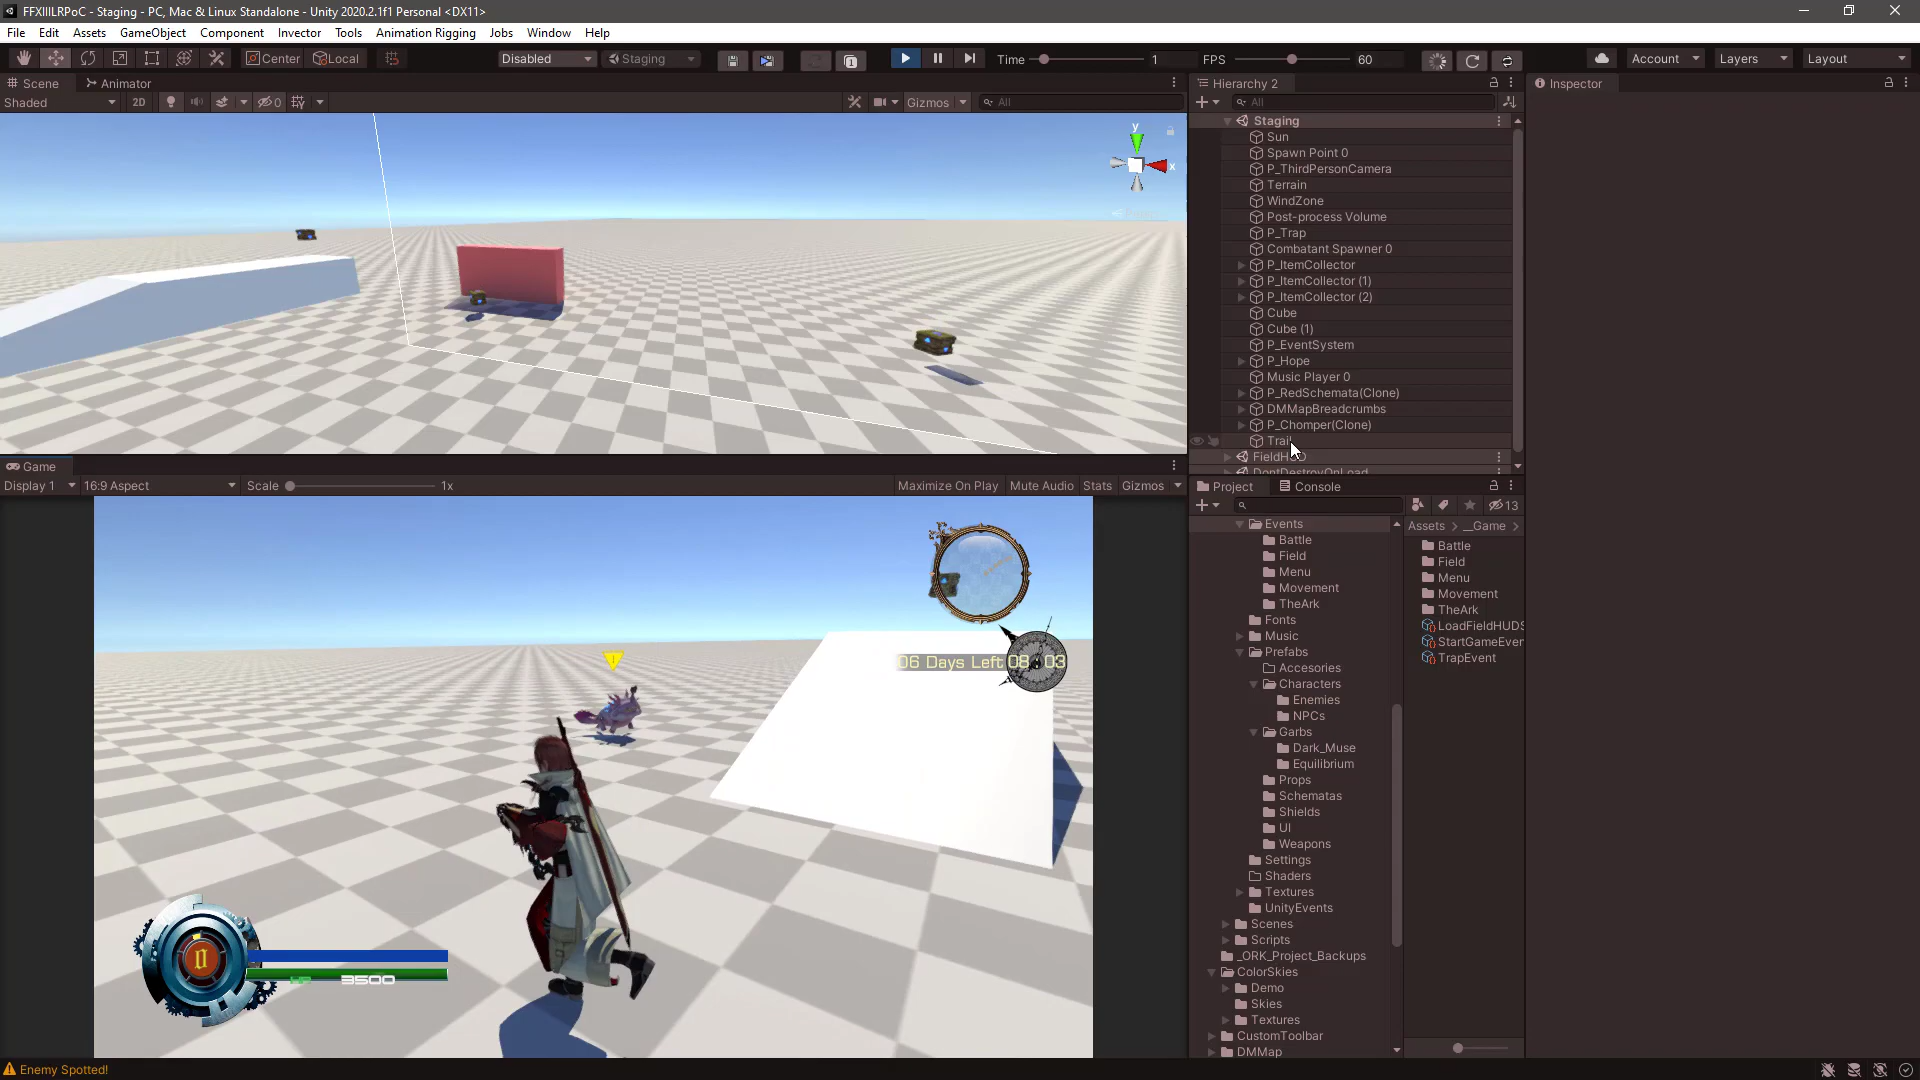 FFXIIILRPoC - Staging - PC, Mac & Linux Standalone - Unity 2020.2.1f1 Personal <DX11>
File Edit Assets GameObject Component Invector Tools Animation Rigging Jobs Window Help
Center Local Disabled Staging Time 1 FPS 60 Account Layers Layout
Scene Animator
Shaded 2D 0 Gizmos All
y
x
Hierarchy 2
All
Staging
Sun
Spawn Point 0
P_ThirdPersonCamera
Terrain
WindZone
Post-process Volume
P_Trap
Combatant Spawner 0
P_ItemCollector
P_ItemCollector (1)
P_ItemCollector (2)
Cube
Cube (1)
P_EventSystem
P_Hope
Music Player 0
P_RedSchemata(Clone)
DMMapBreadcrumbs
P_Chomper(Clone)
Trail
DontDestroyOnLoad
Inspector
Game
Display 1 16:9 Aspect Scale 1x Maximize On Play Mute Audio Stats Gizmos
06 Days Left 08 03
0
3500
Project Console
13
Events
Battle
Field
Menu
Movement
TheArk
Fonts
Music
Prefabs
Accesories
Characters
Enemies
NPCs
Garbs
Dark_Muse
Equilibrium
Props
Schematas
Shields
UI
Weapons
Settings
Shaders
Textures
UnityEvents
Scenes
Scripts
_ORK_Project_Backups
ColorSkies
Demo
Skies
Textures
CustomToolbar
DMMap
Assets > __Game >
Battle
Field
Menu
Movement
TheArk
LoadFieldHUDS
StartGameEver
TrapEvent
Enemy Spotted!